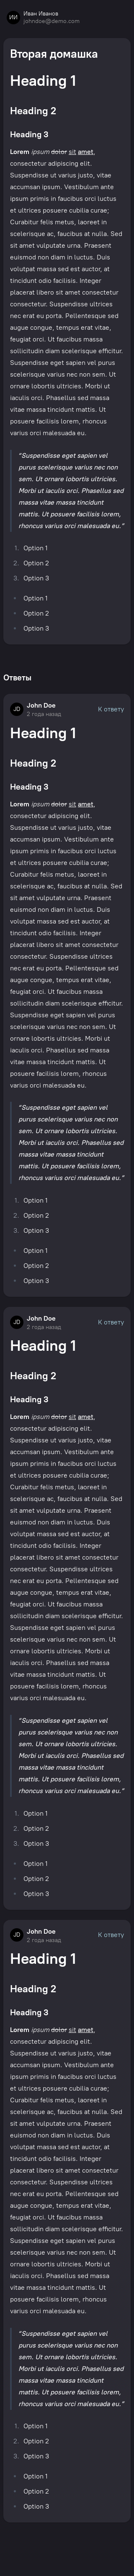 ИИ
Иван Иванов
johndoe@demo.com
Вторая домашка
Heading 1
Heading 2
Heading 3
Lorem ipsum dolor sit amet,
consectetur adipiscing elit.
Suspendisse ut varius justo, vitae
accumsan ipsum. Vestibulum ante
ipsum primis in faucibus orci luctus
et ultrices posuere cubilia curae;
Curabitur felis metus, laoreet in
scelerisque ac, faucibus at nulla. Sed
sit amet vulputate urna. Praesent
euismod non diam in luctus. Duis
volutpat massa sed est auctor, at
tincidunt odio facilisis. Integer
placerat libero sit amet consectetur
consectetur. Suspendisse ultrices
nec erat eu porta. Pellentesque sed
augue congue, tempus erat vitae,
feugiat orci. Ut faucibus massa
sollicitudin diam scelerisque efficitur.
Suspendisse eget sapien vel purus
scelerisque varius nec non sem. Ut
ornare lobortis ultricies. Morbi ut
iaculis orci. Phasellus sed massa
vitae massa tincidunt mattis. Ut
posuere facilisis lorem, rhoncus
varius orci malesuada eu.
“Suspendisse eget sapien vel
purus scelerisque varius nec non
sem. Ut ornare lobortis ultricies.
Morbi ut iaculis orci. Phasellus sed
massa vitae massa tincidunt
mattis. Ut posuere facilisis lorem,
rhoncus varius orci malesuada eu.”
1. Option 1
2. Option 2
3. Option 3
Option 1
Option 2
Option 3
Ответы
JD
John Doe
К ответу
2 года назад
Heading 1
Heading 2
Heading 3
Lorem ipsum dolor sit amet,
consectetur adipiscing elit.
Suspendisse ut varius justo, vitae
accumsan ipsum. Vestibulum ante
ipsum primis in faucibus orci luctus
et ultrices posuere cubilia curae;
Curabitur felis metus, laoreet in
scelerisque ac, faucibus at nulla. Sed
sit amet vulputate urna. Praesent
euismod non diam in luctus. Duis
volutpat massa sed est auctor, at
tincidunt odio facilisis. Integer
placerat libero sit amet consectetur
consectetur. Suspendisse ultrices
nec erat eu porta. Pellentesque sed
augue congue, tempus erat vitae,
feugiat orci. Ut faucibus massa
sollicitudin diam scelerisque efficitur.
Suspendisse eget sapien vel purus
scelerisque varius nec non sem. Ut
ornare lobortis ultricies. Morbi ut
iaculis orci. Phasellus sed massa
vitae massa tincidunt mattis. Ut
posuere facilisis lorem, rhoncus
varius orci malesuada eu.
“Suspendisse eget sapien vel
purus scelerisque varius nec non
sem. Ut ornare lobortis ultricies.
Morbi ut iaculis orci. Phasellus sed
massa vitae massa tincidunt
mattis. Ut posuere facilisis lorem,
rhoncus varius orci malesuada eu.”
1. Option 1
2. Option 2
3. Option 3
Option 1
Option 2
Option 3
JD
John Doe
К ответу
2 года назад
Heading 1
Heading 2
Heading 3
Lorem ipsum dolor sit amet,
consectetur adipiscing elit.
Suspendisse ut varius justo, vitae
accumsan ipsum. Vestibulum ante
ipsum primis in faucibus orci luctus
et ultrices posuere cubilia curae;
Curabitur felis metus, laoreet in
scelerisque ac, faucibus at nulla. Sed
sit amet vulputate urna. Praesent
euismod non diam in luctus. Duis
volutpat massa sed est auctor, at
tincidunt odio facilisis. Integer
placerat libero sit amet consectetur
consectetur. Suspendisse ultrices
nec erat eu porta. Pellentesque sed
augue congue, tempus erat vitae,
feugiat orci. Ut faucibus massa
sollicitudin diam scelerisque efficitur.
Suspendisse eget sapien vel purus
scelerisque varius nec non sem. Ut
ornare lobortis ultricies. Morbi ut
iaculis orci. Phasellus sed massa
vitae massa tincidunt mattis. Ut
posuere facilisis lorem, rhoncus
varius orci malesuada eu.
“Suspendisse eget sapien vel
purus scelerisque varius nec non
sem. Ut ornare lobortis ultricies.
Morbi ut iaculis orci. Phasellus sed
massa vitae massa tincidunt
mattis. Ut posuere facilisis lorem,
rhoncus varius orci malesuada eu.”
1. Option 1
2. Option 2
3. Option 3
Option 1
Option 2
Option 3
JD
John Doe
К ответу
2 года назад
Heading 1
Heading 2
Heading 3
Lorem ipsum dolor sit amet,
consectetur adipiscing elit.
Suspendisse ut varius justo, vitae
accumsan ipsum. Vestibulum ante
ipsum primis in faucibus orci luctus
et ultrices posuere cubilia curae;
Curabitur felis metus, laoreet in
scelerisque ac, faucibus at nulla. Sed
sit amet vulputate urna. Praesent
euismod non diam in luctus. Duis
volutpat massa sed est auctor, at
tincidunt odio facilisis. Integer
placerat libero sit amet consectetur
consectetur. Suspendisse ultrices
nec erat eu porta. Pellentesque sed
augue congue, tempus erat vitae,
feugiat orci. Ut faucibus massa
sollicitudin diam scelerisque efficitur.
Suspendisse eget sapien vel purus
scelerisque varius nec non sem. Ut
ornare lobortis ultricies. Morbi ut
iaculis orci. Phasellus sed massa
vitae massa tincidunt mattis. Ut
posuere facilisis lorem, rhoncus
varius orci malesuada eu.
“Suspendisse eget sapien vel
purus scelerisque varius nec non
sem. Ut ornare lobortis ultricies.
Morbi ut iaculis orci. Phasellus sed
massa vitae massa tincidunt
mattis. Ut posuere facilisis lorem,
rhoncus varius orci malesuada eu.”
1. Option 1
2. Option 2
3. Option 3
Option 1
Option 2
Option 3